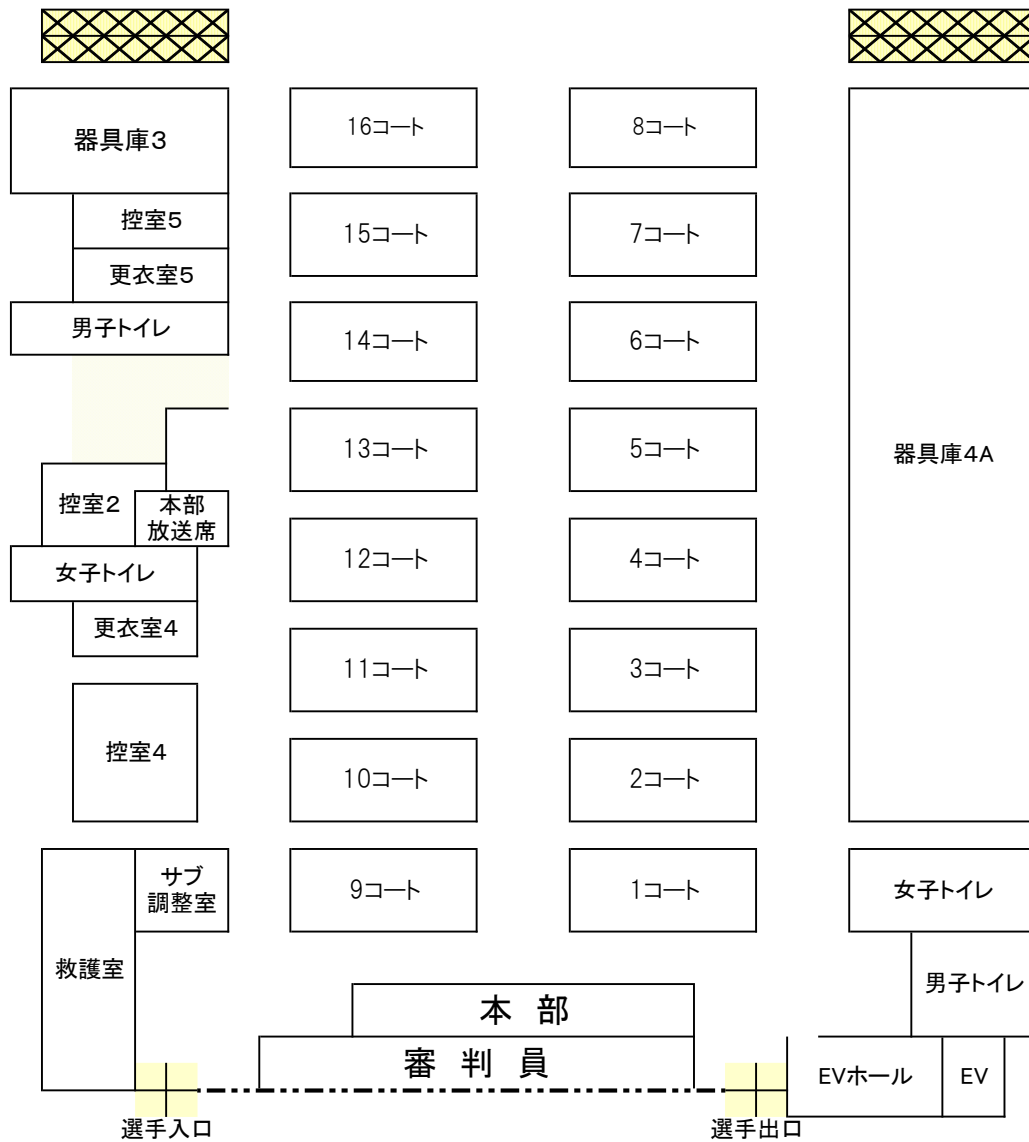 器具庫3
16コート
8コート
控室5
15コート
7コート
更衣室5
男子トイレ
14コート
6コート
13コート
5コート
器具庫4A
控室2
本部
放送席
12コート
4コート
女子トイレ
更衣室4
11コート
3コート
控室4
10コート
2コート
サブ
調整室
9コート
1コート
女子トイレ
救護室
男子トイレ
本 部
審 判 員
EVホール
EV
選手入口
選手出口